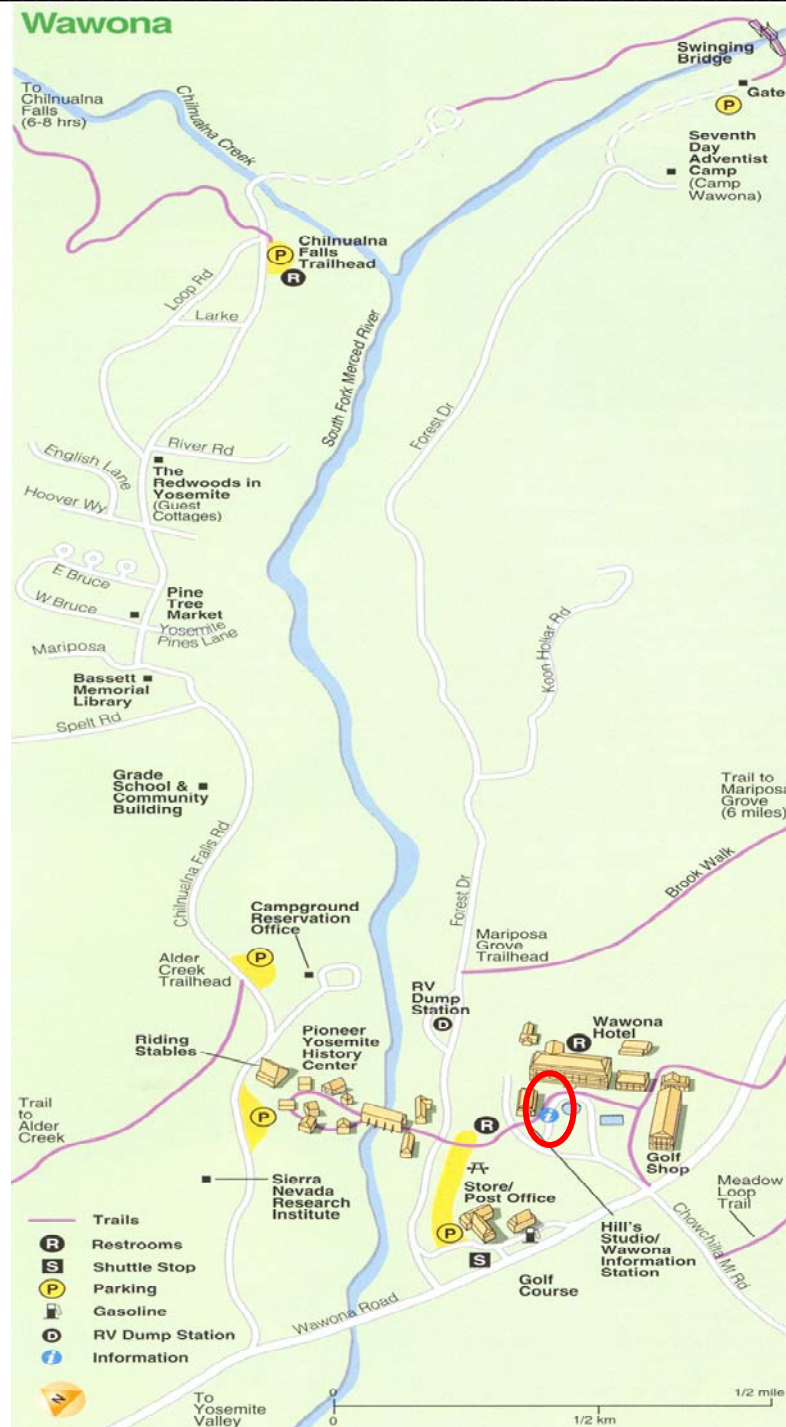 Wawona
To
Chilnualna
Falls
(6-8 hrs)
Chilnualna Creek
Swinging
Bridge
Gate
P
Seventh
Day
Adventist
Camp
(Camp
Wawona)
P
Chilnualna
Falls
Trailhead
R
Loop Rd
Larke
South Fork Merced River
Forest Dr
River Rd
English Lane
The
Redwoods in
Yosemite
(Guest
Cottages)
Hoover Wy
E Bruce
W Bruce
Pine
Tree
Market
Yosemite
Pines Lane
Mariposa
Bassett
Memorial
Library
Spelt Rd
Koon Hollar Rd
Grade
School &
Community
Building
Trail to
Mariposa
Grove
(6 miles)
Brook Walk
Chilnualna Falls Rd
Forest Dr
Campground
Reservation
Office
Mariposa
Grove
Trailhead
P
Alder
Creek
Trailhead
RV
Dump
Station
D
Wawona
Hotel
R
Riding
Stables
Pioneer
Yosemite
History
Center
Trail
to
Alder
Creek
P
R
i
Golf
Shop
Sierra
Nevada
Research
Institute
Store/
Post Office
P
S
Golf
Course
Hill's
Studio/
Wawona
Information
Station
Meadow
Loop
Trail
Chowchilla Mt Rd
Wawona Road
Trails
R Restrooms
S Shuttle Stop
P Parking
Gasoline
D RV Dump Station
i Information
N
To
Yosemite
Valley
0 1/2 mile
0 1/2 km